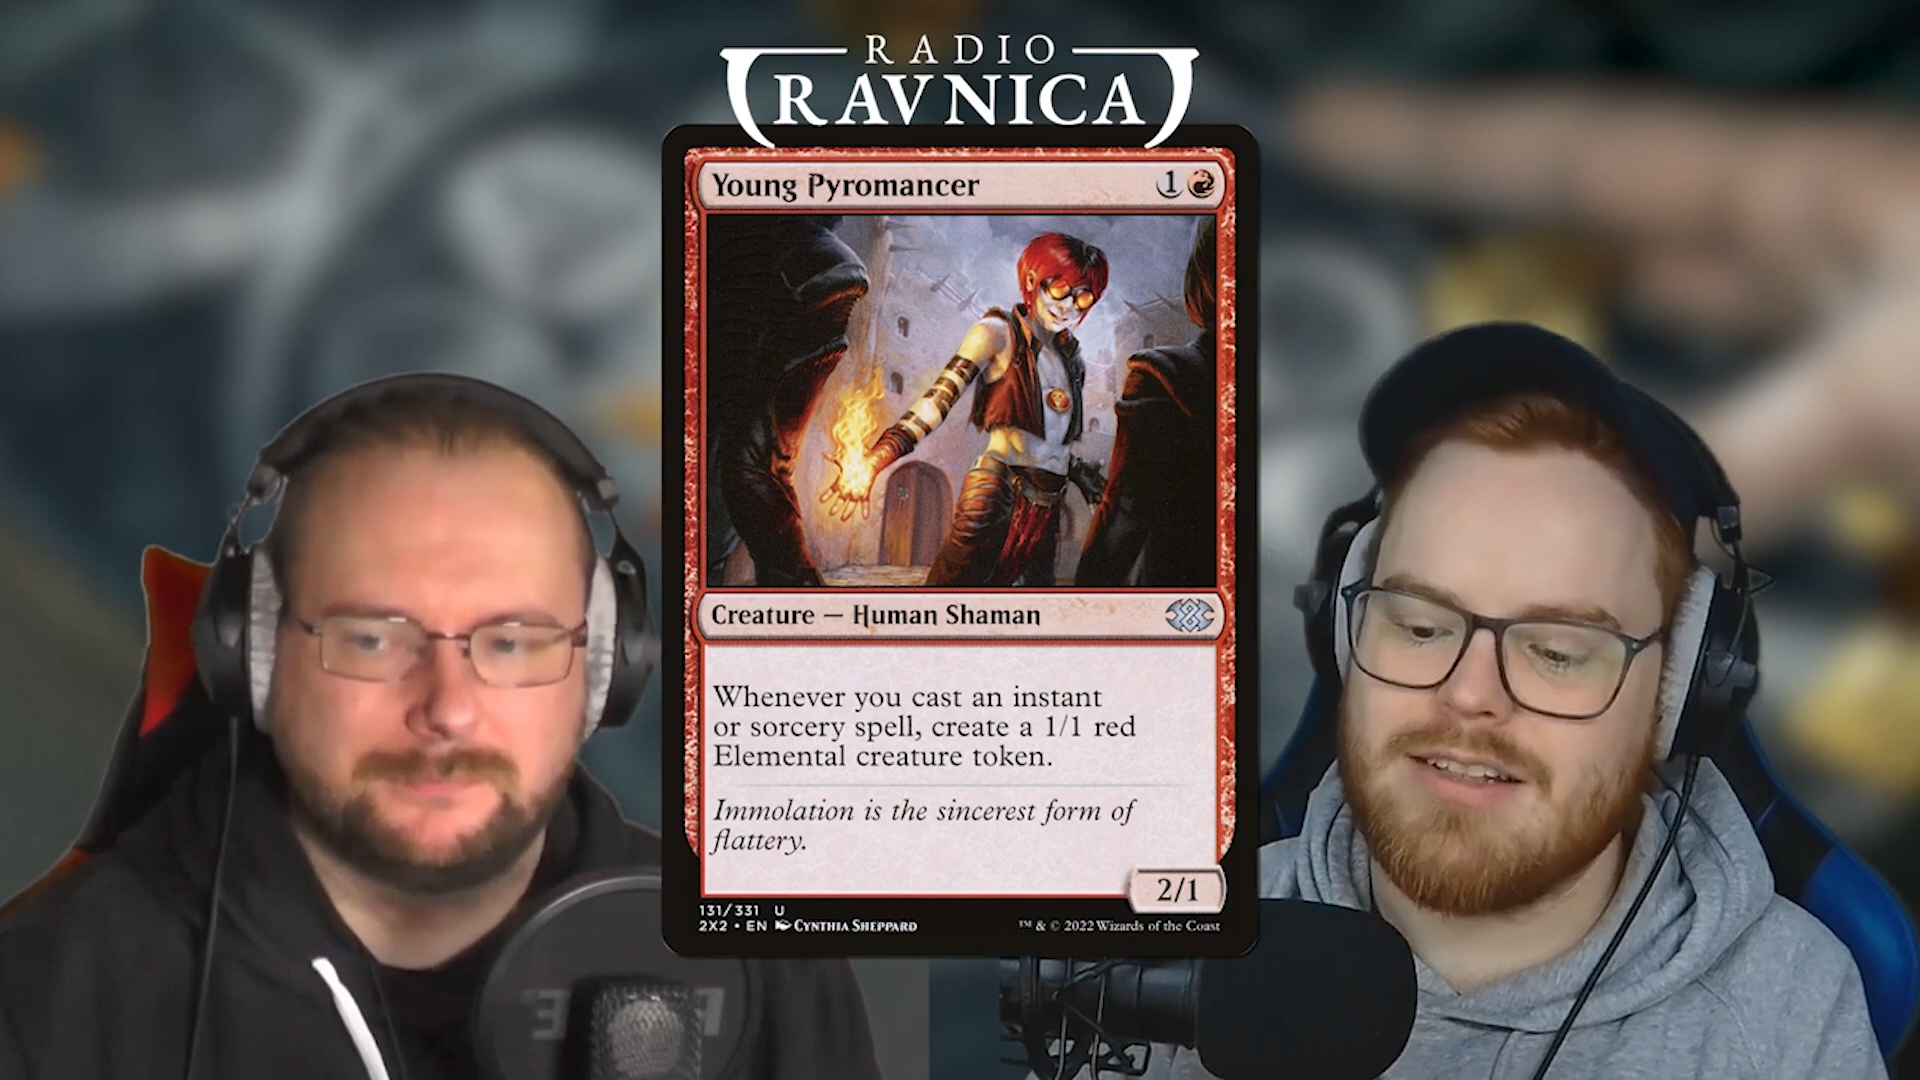 RADIO
RAVNICA
Young Pyromancer 1
Creature — Human Shaman
Whenever you cast an instant
or sorcery spell, create a 1/1 red
Elemental creature token.
Immolation is the sincerest form of
flattery.
2/1
131/331 U
2X2 • EN Cynthia Sheppard ™ & © 2022 Wizards of the Coast